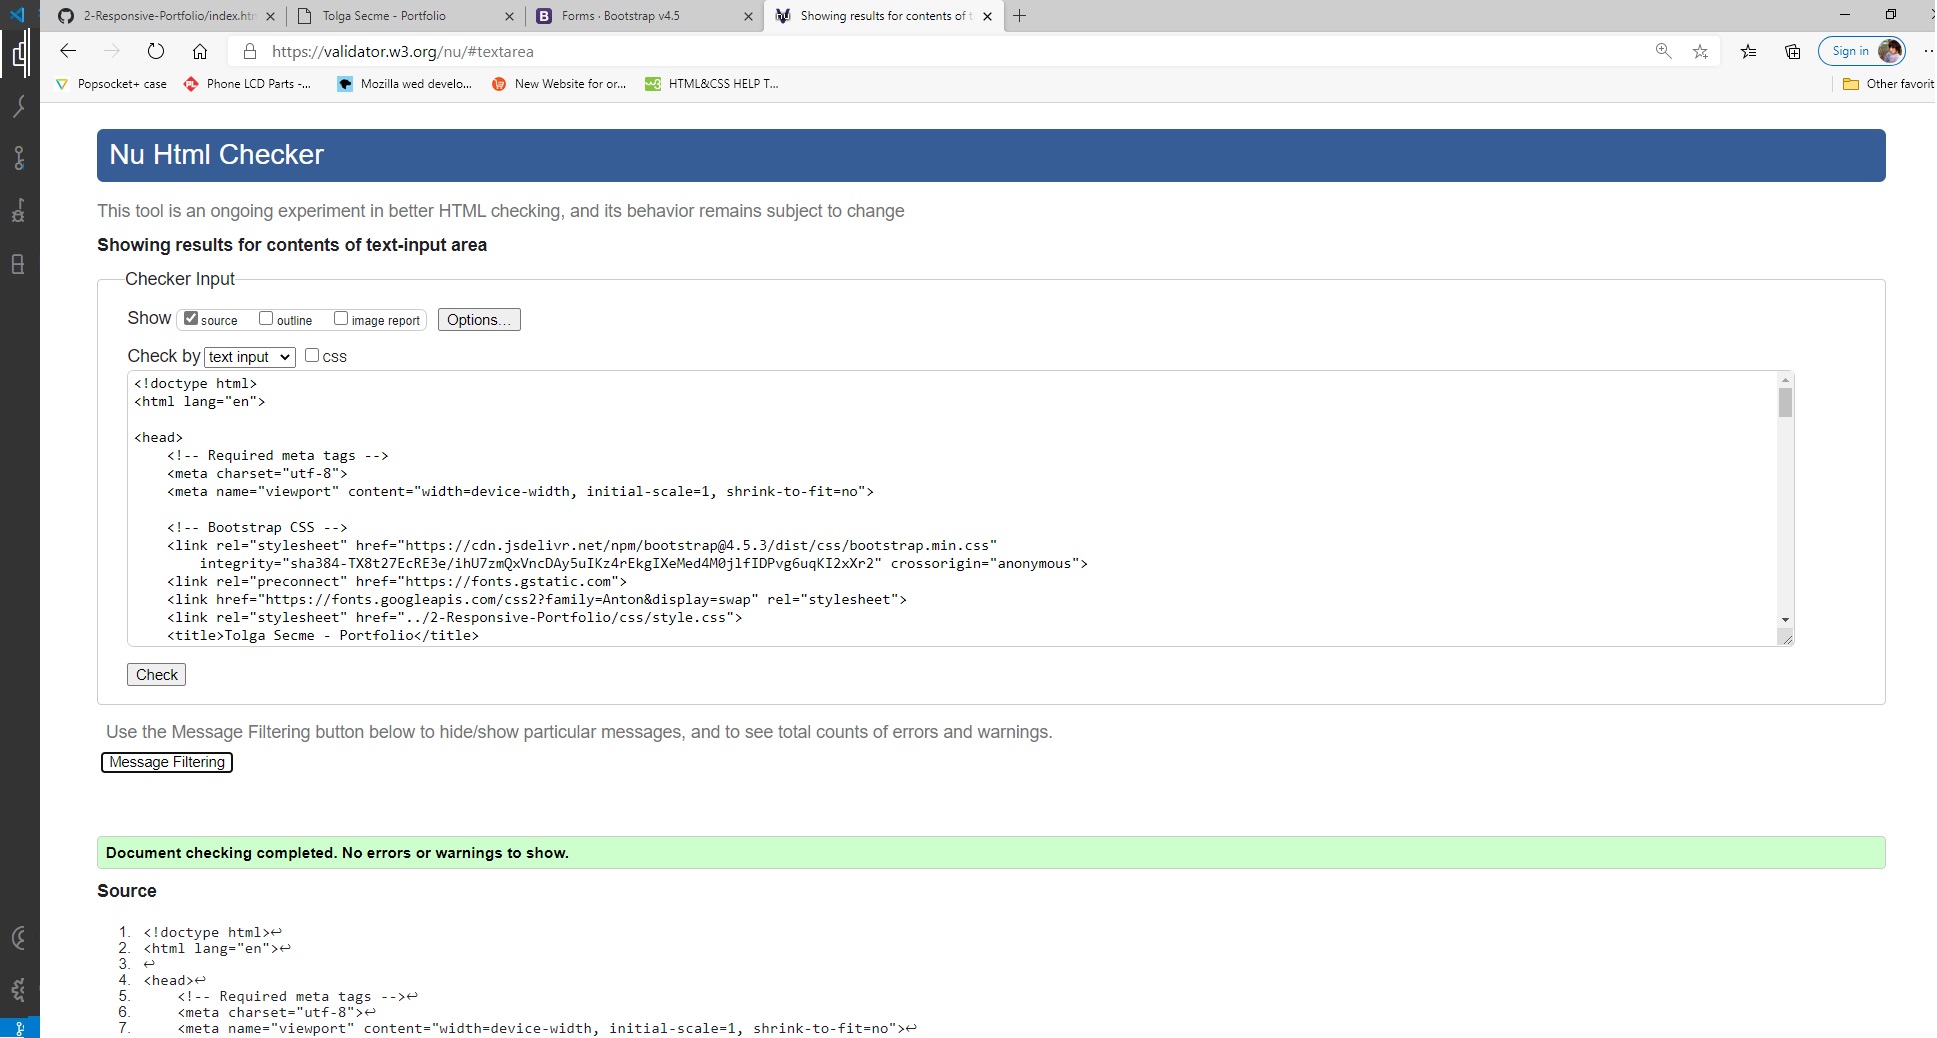 2-Responsive-Portfolio/index.htm
Tolga Secme - Portfolio
Forms · Bootstrap v4.5
Showing results for contents of t
https://validator.w3.org/nu/#textarea
Sign in
Popsocket+ case
Phone LCD Parts -...
Mozilla wed develo...
New Website for or...
HTML&CSS HELP T...
Other favorit
Nu Html Checker
This tool is an ongoing experiment in better HTML checking, and its behavior remains subject to change
Showing results for contents of text-input area
Checker Input
Show source outline image report Options...
Check by text input CSS
<!doctype html>
<html lang="en">
<head>
<!-- Required meta tags -->
<meta charset="utf-8">
<meta name="viewport" content="width=device-width, initial-scale=1, shrink-to-fit=no">
<!-- Bootstrap CSS -->
<link rel="stylesheet" href="https://cdn.jsdelivr.net/npm/bootstrap@4.5.3/dist/css/bootstrap.min.css"
integrity="sha384-TX8t27EcRE3e/ihU7zmQxVncDAy5uIKz4rEkgIXeMed4M0jlfIDPvg6uqKI2xXr2" crossorigin="anonymous">
<link rel="preconnect" href="https://fonts.gstatic.com">
<link href="https://fonts.googleapis.com/css2?family=Anton&display=swap" rel="stylesheet">
<link rel="stylesheet" href="../2-Responsive-Portfolio/css/style.css">
<title>Tolga Secme - Portfolio</title>
Check
Use the Message Filtering button below to hide/show particular messages, and to see total counts of errors and warnings.
Message Filtering
Document checking completed. No errors or warnings to show.
Source
1. <!doctype html>↩
2. <html lang="en">↩
3. ↩
4. <head>↩
5. <!-- Required meta tags -->↩
6. <meta charset="utf-8">↩
7. <meta name="viewport" content="width=device-width, initial-scale=1, shrink-to-fit=no">↩